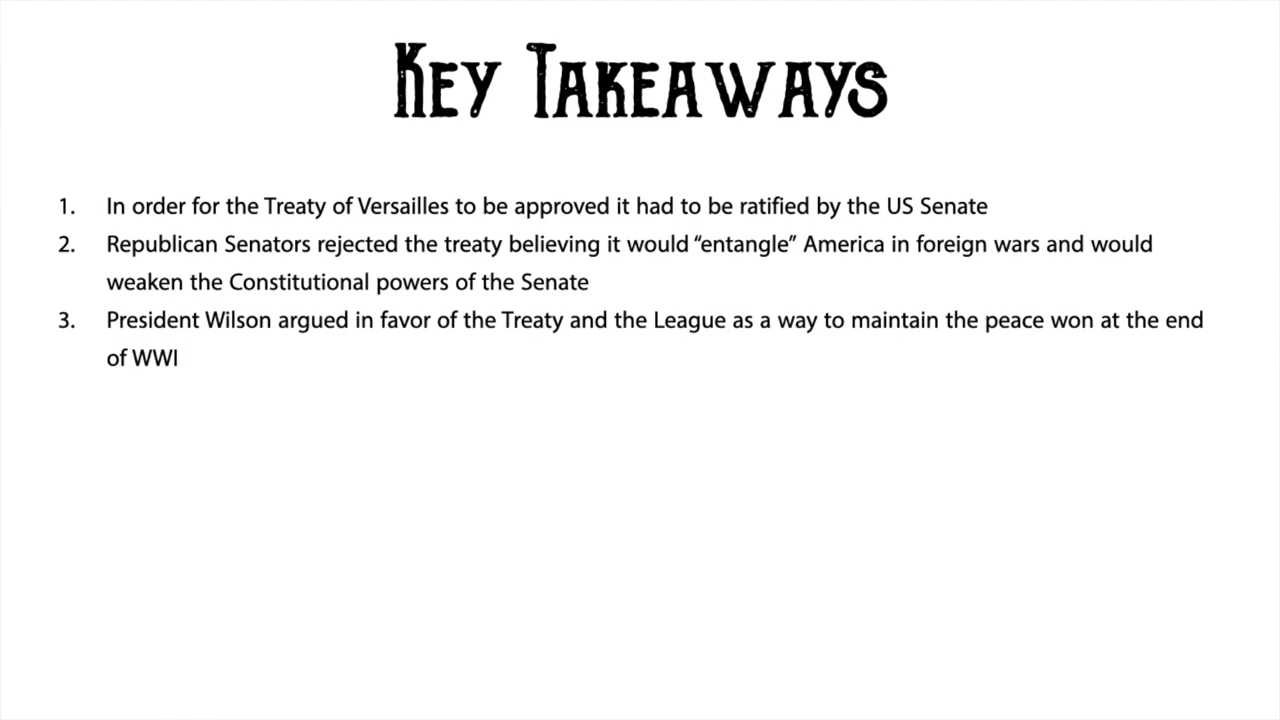 Key Takeaways
1. In order for the Treaty of Versailles to be approved it had to be ratified by the US Senate
2. Republican Senators rejected the treaty believing it would “entangle” America in foreign wars and would
weaken the Constitutional powers of the Senate
3. President Wilson argued in favor of the Treaty and the League as a way to maintain the peace won at the end
of WWI